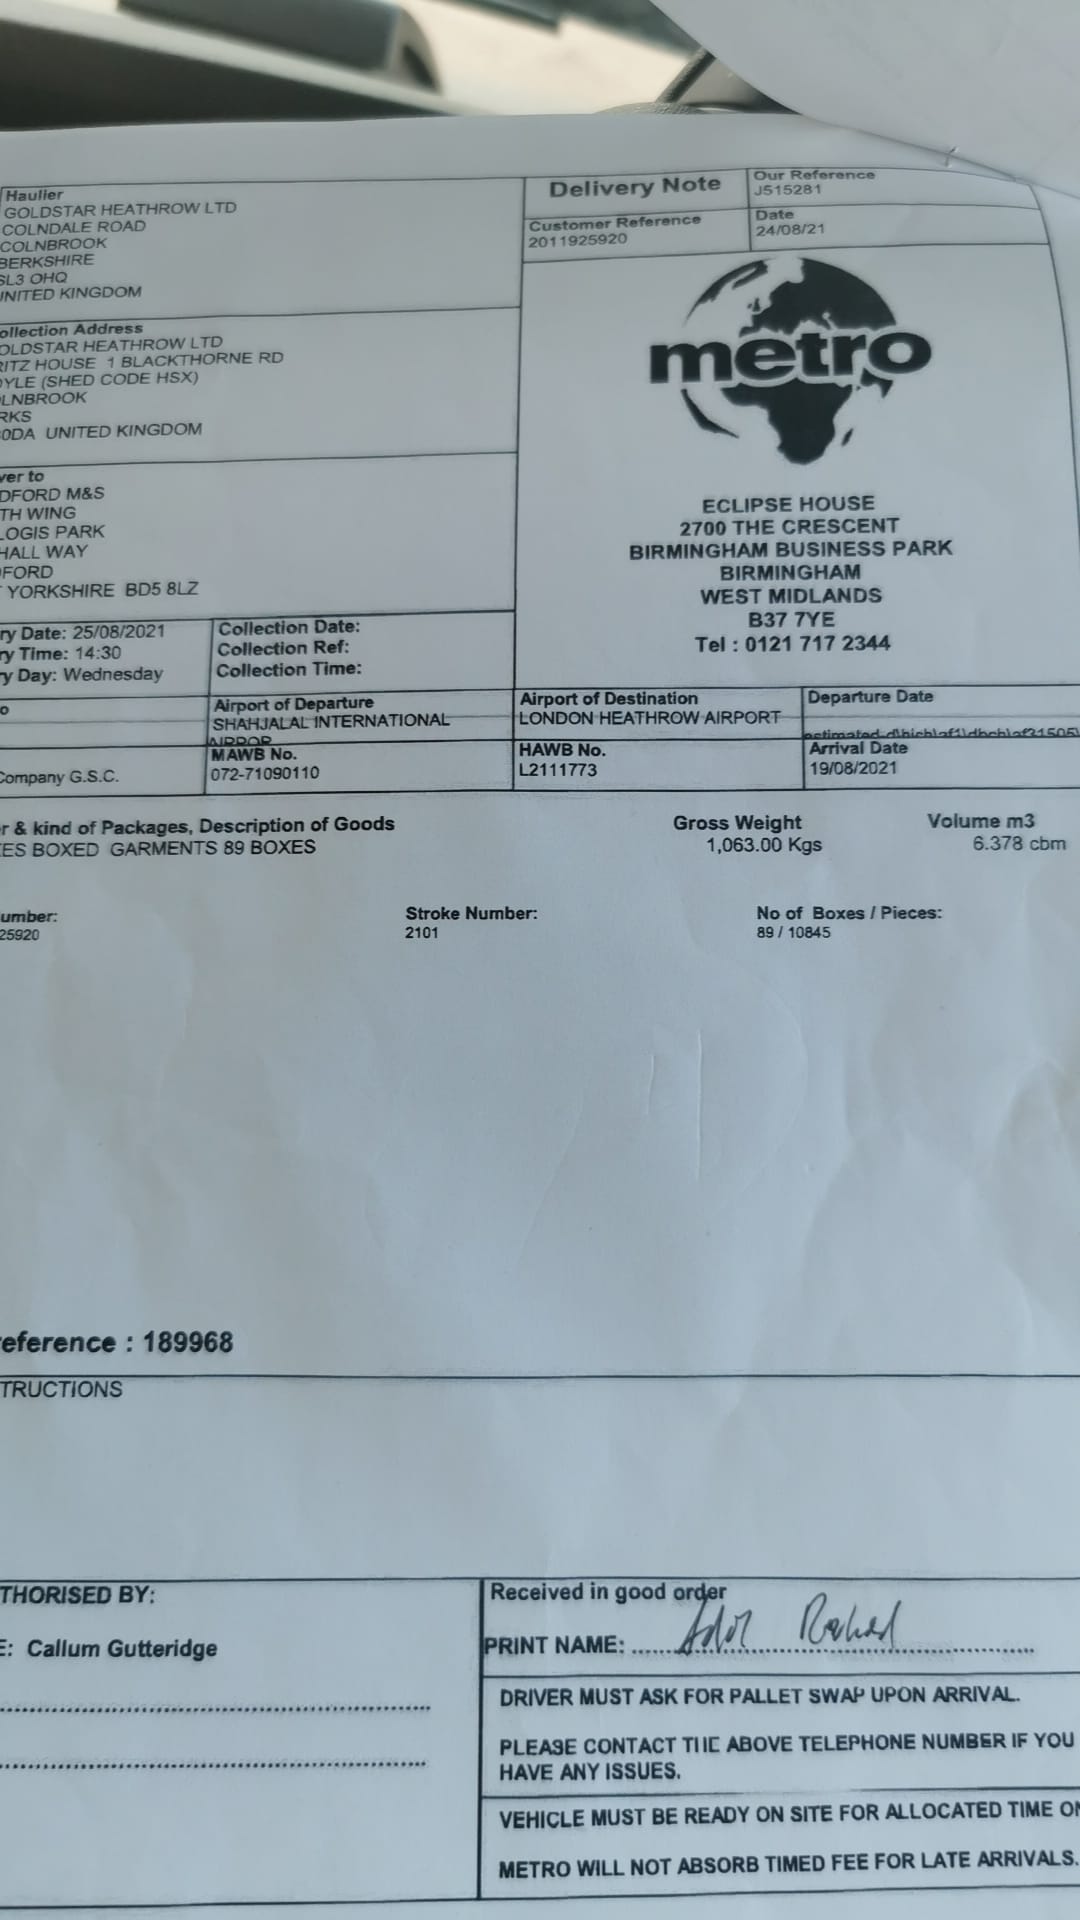 Haulier
GOLDSTAR HEATHROW LTD
COLNDALE ROAD
COLNBROOK
BERKSHIRE
SL3 OHQ
UNITED KINGDOM
Delivery Note
Our Reference
J515281
Customer Reference
2011925920
Date
24/08/21
ollection Address
OLDSTAR HEATHROW LTD
RITZ HOUSE 1 BLACKTHORNE RD
OYLE (SHED CODE HSX)
LNBROOK
RKS
0DA UNITED KINGDOM
metro
ver to
DFORD M&S
TH WING
LOGIS PARK
HALL WAY
FORD
YORKSHIRE BD5 8LZ
ECLIPSE HOUSE
2700 THE CRESCENT
BIRMINGHAM BUSINESS PARK
BIRMINGHAM
WEST MIDLANDS
B37 7YE
Tel : 0121 717 2344
ry Date: 25/08/2021
ry Time: 14:30
ry Day: Wednesday
Collection Date:
Collection Ref:
Collection Time:
o
Airport of Departure
SHAHJALAL INTERNATIONAL
AIRPOR
Airport of Destination
LONDON HEATHROW AIRPORT
Departure Date
Company G.S.C.
MAWB No.
072-71090110
HAWB No.
L2111773
Arrival Date
19/08/2021
r & kind of Packages, Description of Goods
ES BOXED GARMENTS 89 BOXES
Gross Weight
1,063.00 Kgs
Volume m3
6.378 cbm
umber:
25920
Stroke Number:
2101
No of Boxes / Pieces:
89 / 10845
eference : 189968
TRUCTIONS
THORISED BY:
E: Callum Gutteridge
Received in good order
PRINT NAME:
DRIVER MUST ASK FOR PALLET SWAP UPON ARRIVAL.
PLEASE CONTACT THE ABOVE TELEPHONE NUMBER IF YOU
HAVE ANY ISSUES.
VEHICLE MUST BE READY ON SITE FOR ALLOCATED TIME ON
METRO WILL NOT ABSORB TIMED FEE FOR LATE ARRIVALS.